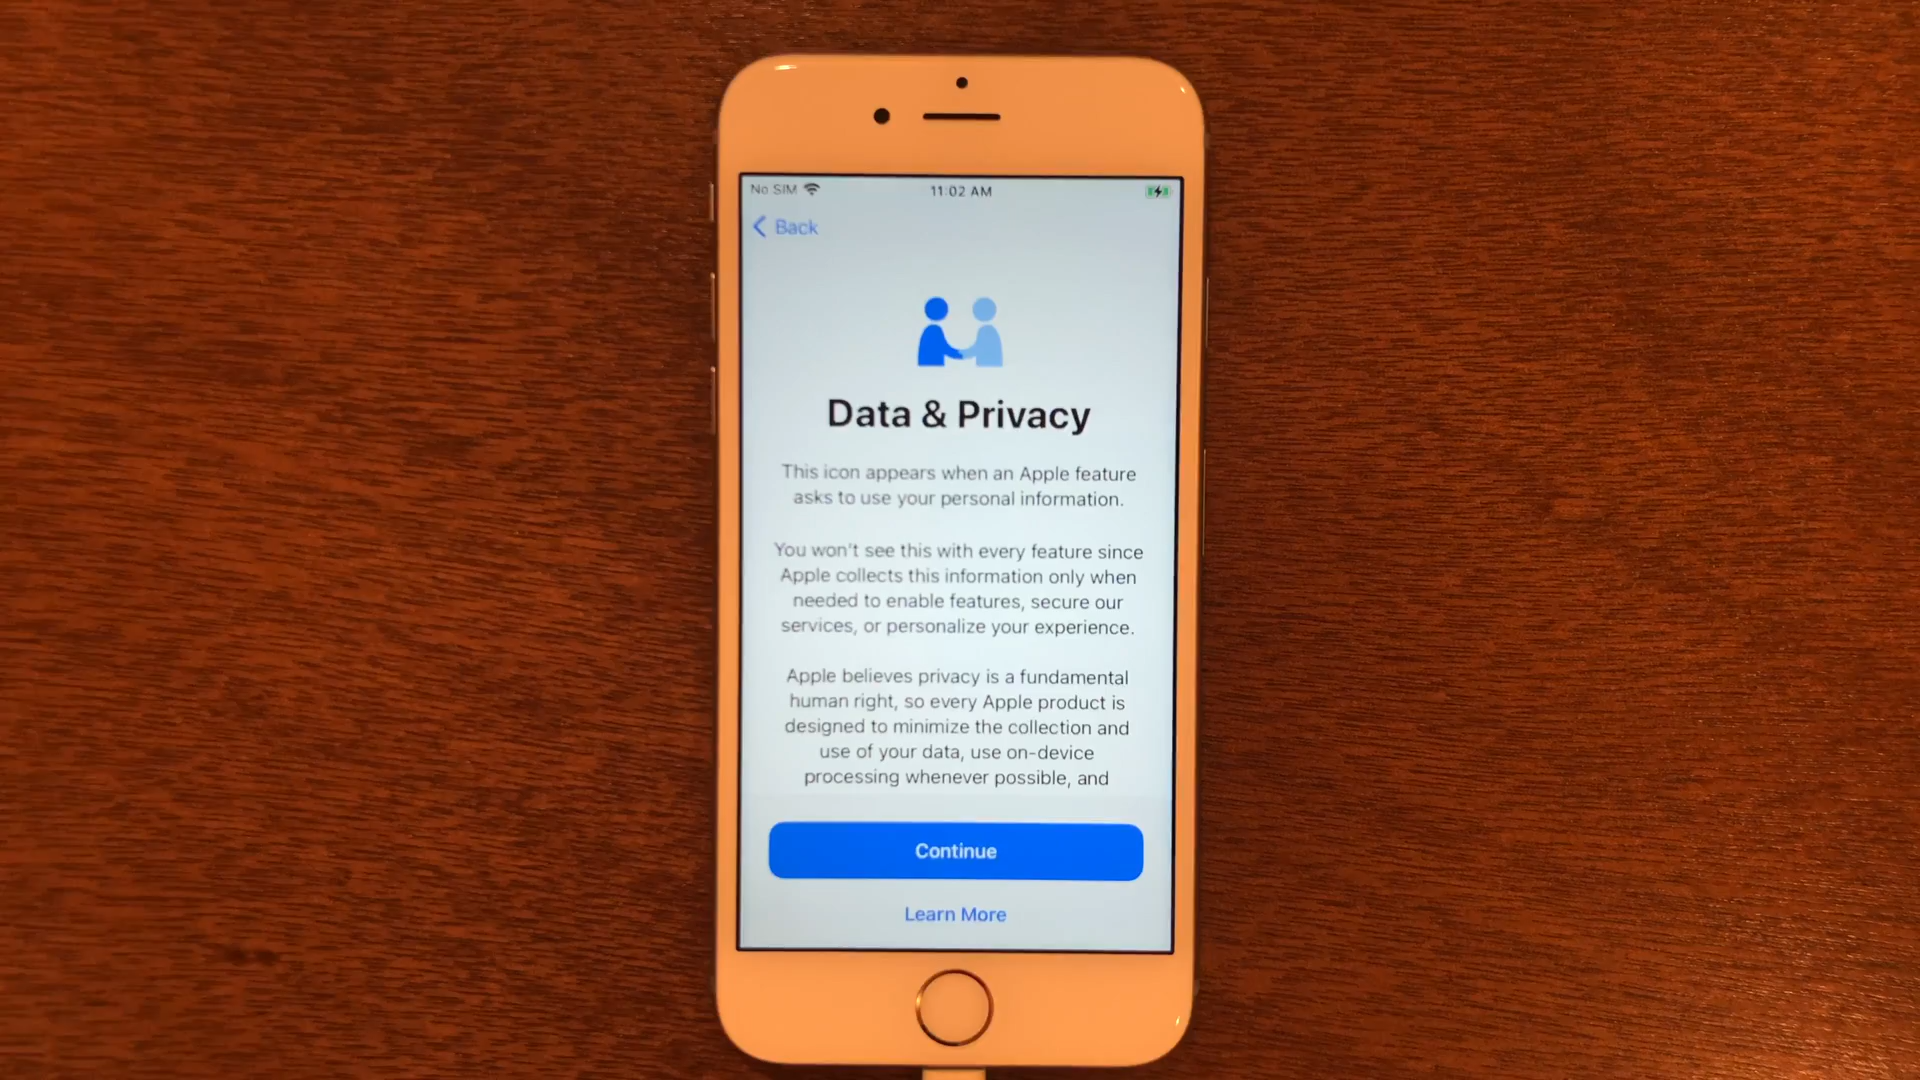 No SIM 11:02 AM
Back
Data & Privacy
This icon appears when an Apple feature
asks to use your personal information.
You won't see this with every feature since
Apple collects this information only when
needed to enable features, secure our
services, or personalize your experience.
Apple believes privacy is a fundamental
human right, so every Apple product is
designed to minimize the collection and
use of your data, use on-device
processing whenever possible, and
Continue
Learn More